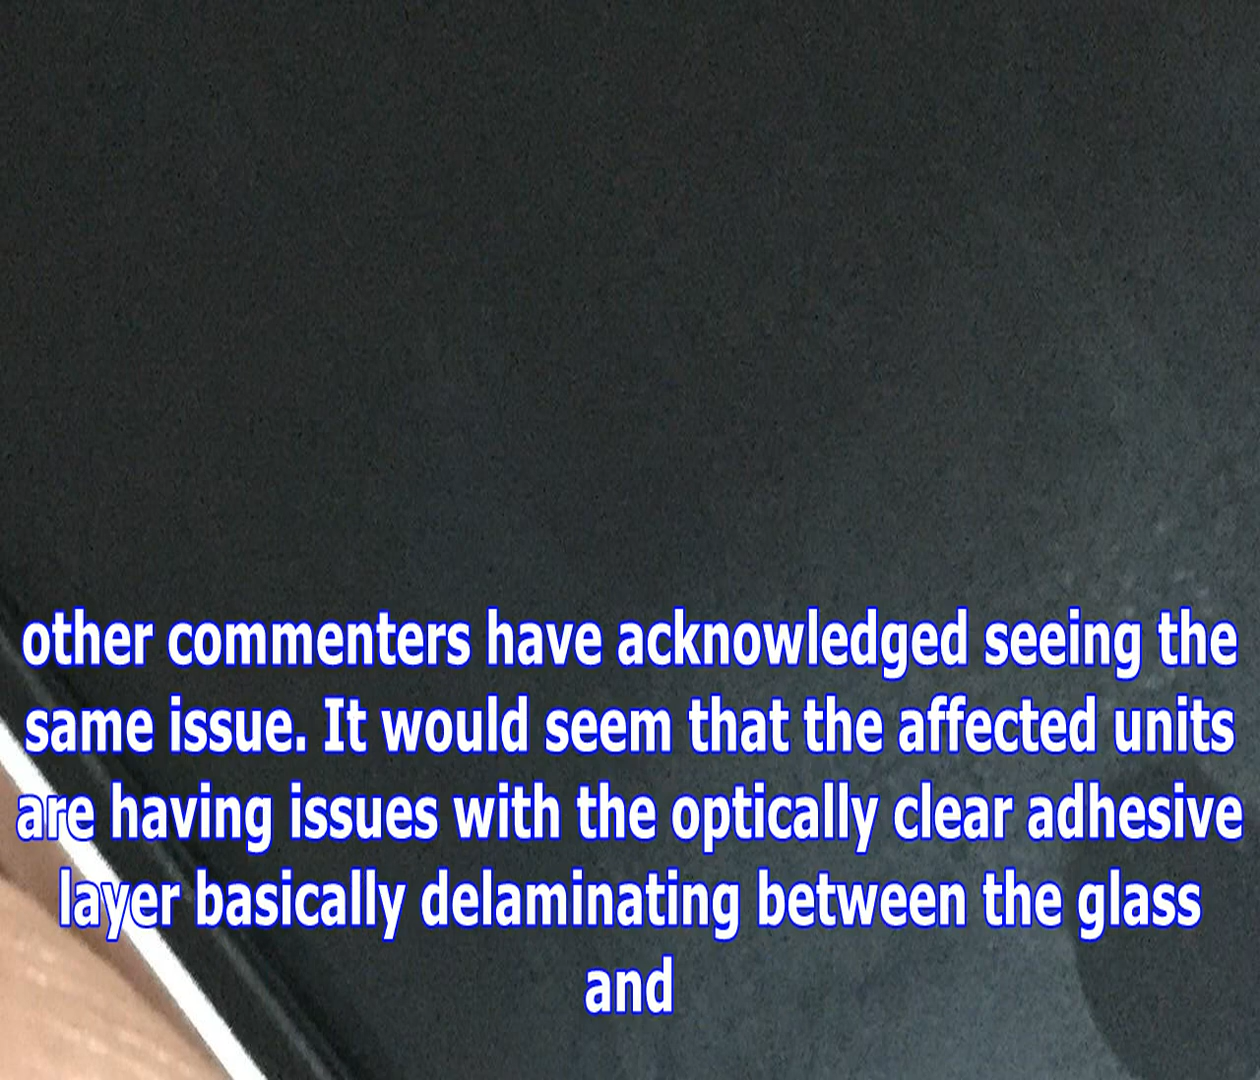 other commenters have acknowledged seeing the
same issue. It would seem that the affected units
are having issues with the optically clear adhesive
layer basically delaminating between the glass
and